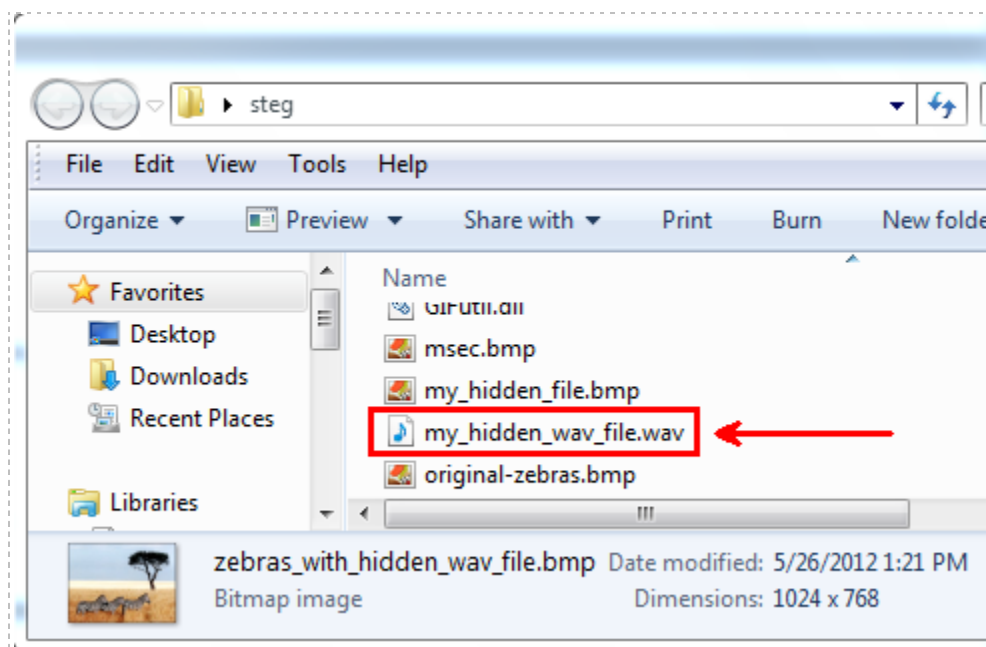 steg
File Edit View Tools Help
Organize Preview Share with Print Burn New folde
Favorites
Desktop
Downloads
Recent Places
Libraries
Name
GIFutil.dll
msec.bmp
my_hidden_file.bmp
my_hidden_wav_file.wav
original-zebras.bmp
zebras_with_hidden_wav_file.bmp Date modified: 5/26/2012 1:21 PM
Bitmap image Dimensions: 1024 x 768